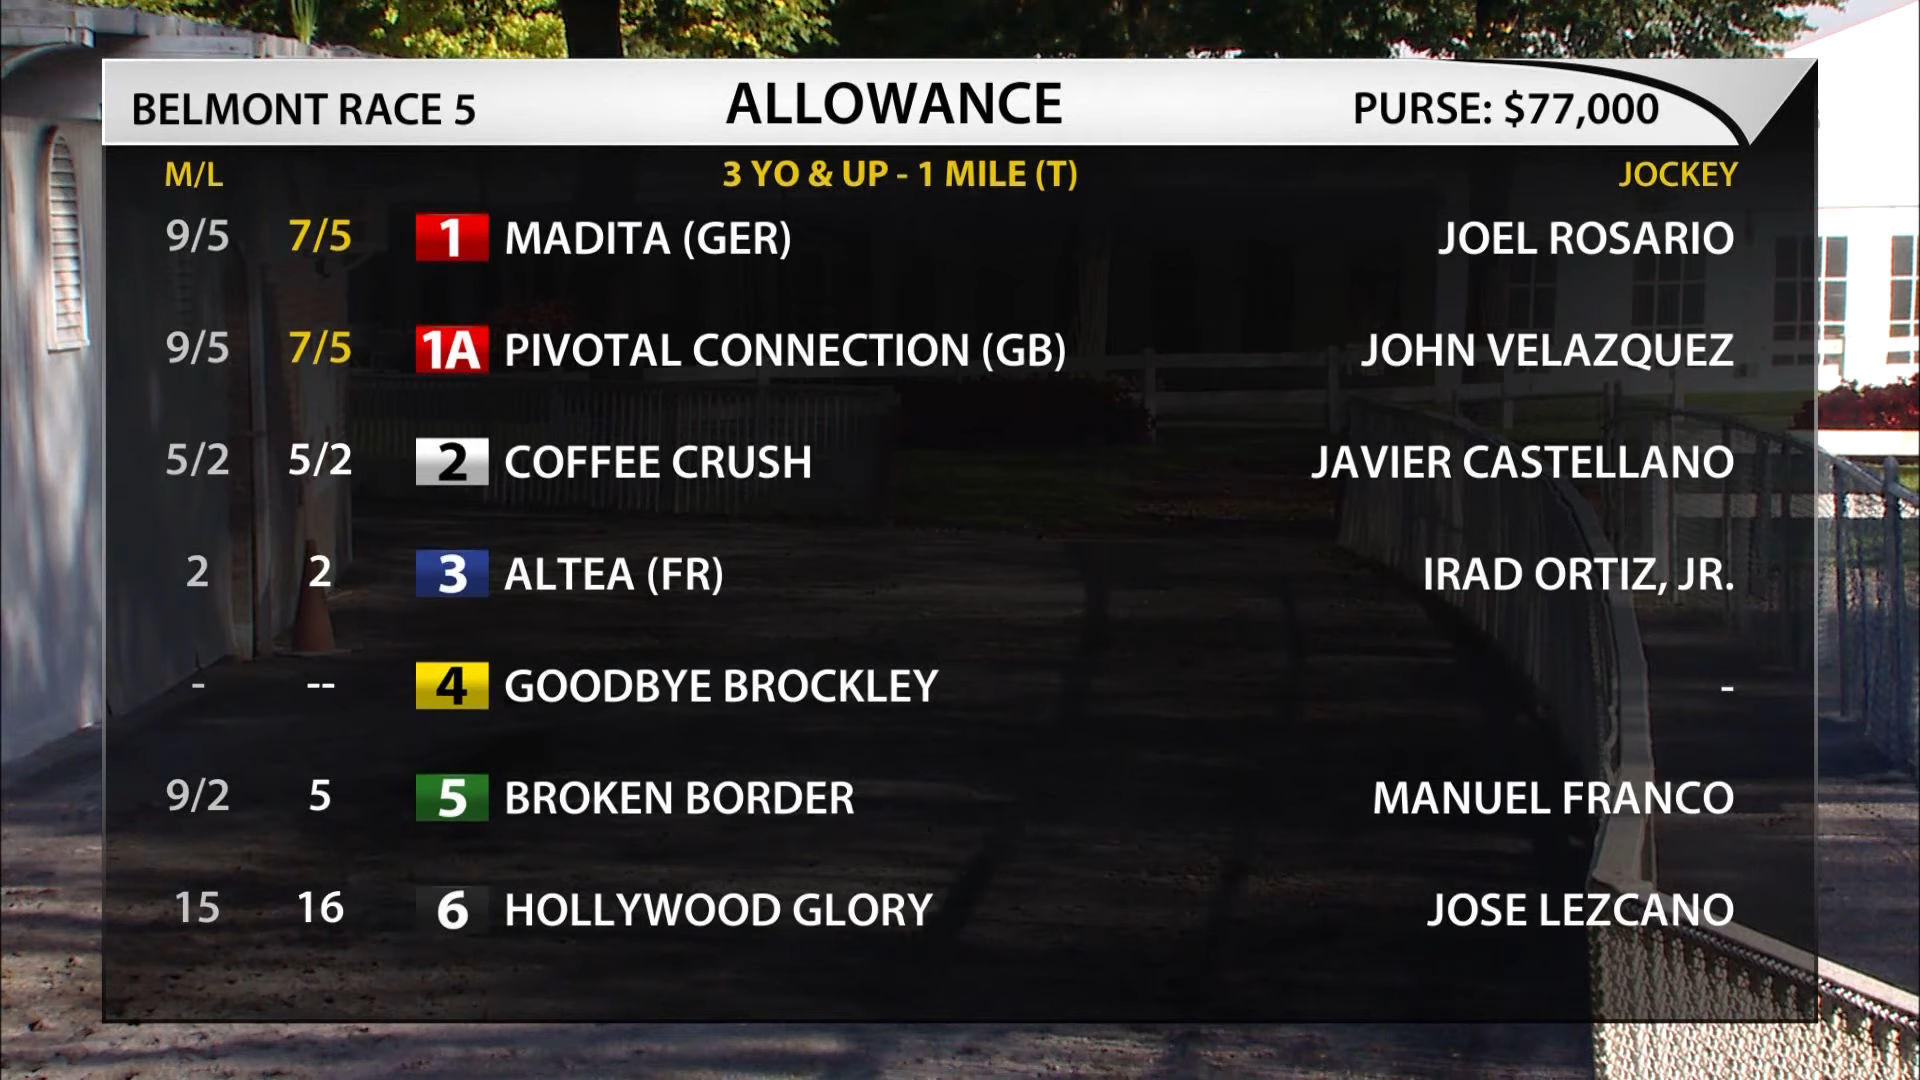 BELMONT RACE 5 ALLOWANCE PURSE: $77,000
M/L 3 YO & UP - 1 MILE (T) JOCKEY
9/5 7/5 1 MADITA (GER) JOEL ROSARIO
9/5 7/5 1A PIVOTAL CONNECTION (GB) JOHN VELAZQUEZ
5/2 5/2 2 COFFEE CRUSH JAVIER CASTELLANO
2 2 3 ALTEA (FR) IRAD ORTIZ, JR.
- -- 4 GOODBYE BROCKLEY -
9/2 5 5 BROKEN BORDER MANUEL FRANCO
15 16 6 HOLLYWOOD GLORY JOSE LEZCANO